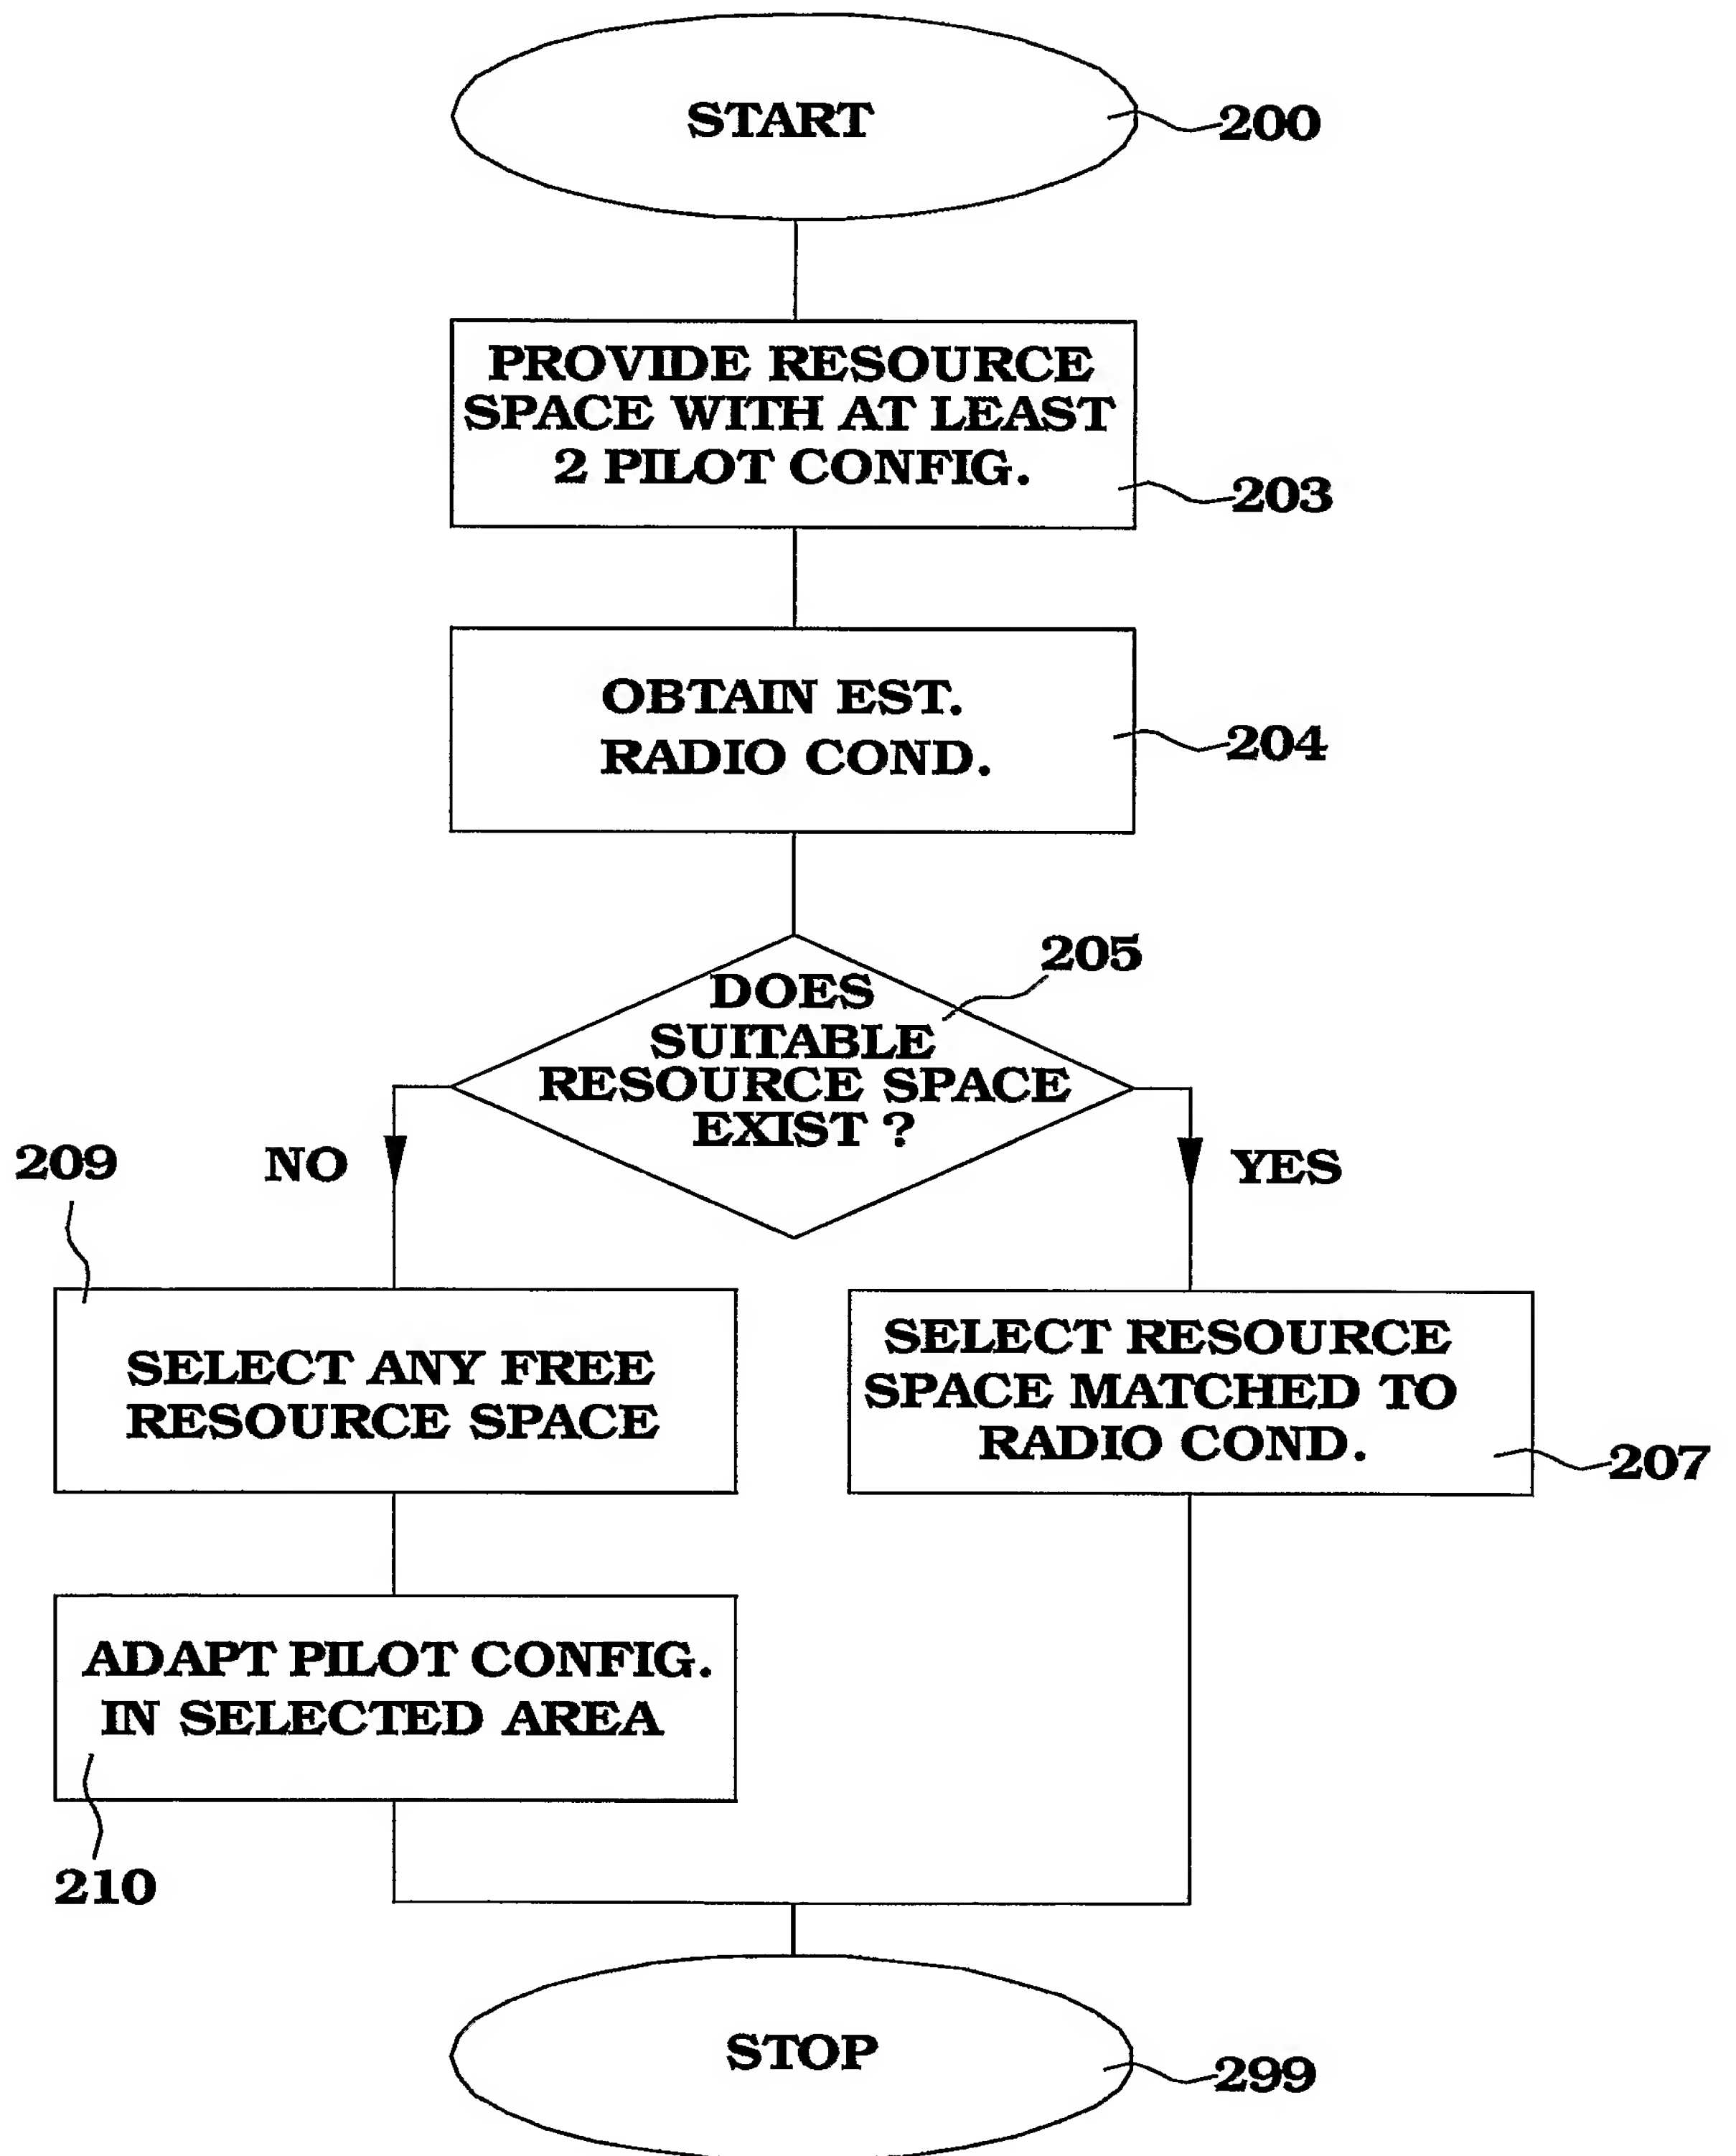 START
200
PROVIDE RESOURCE
SPACE WITH AT LEAST
2 PILOT CONFIG.
203
OBTAIN EST.
RADIO COND.
204
205
DOES
SUITABLE
RESOURCE SPACE
EXIST ?
209
NO
YES
SELECT ANY FREE
RESOURCE SPACE
SELECT RESOURCE
SPACE MATCHED TO
RADIO COND.
207
ADAPT PILOT CONFIG.
IN SELECTED AREA
210
STOP
299